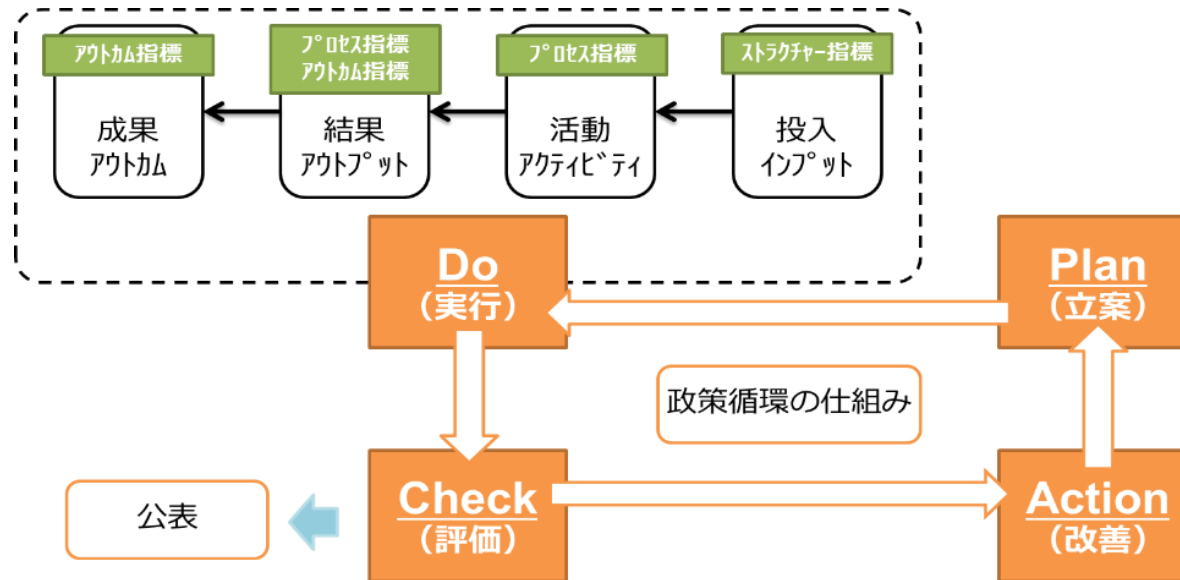 アウトカム指標
成果
アウトカム
プロセス指標
アウトカム指標
結果
アウトプット
プロセス指標
活動
アクティビティ
ストラクチャー指標
投入
インプット
Do
(実行)
Plan
(立案)
政策循環の仕組み
公表
Check
(評価)
Action
(改善)